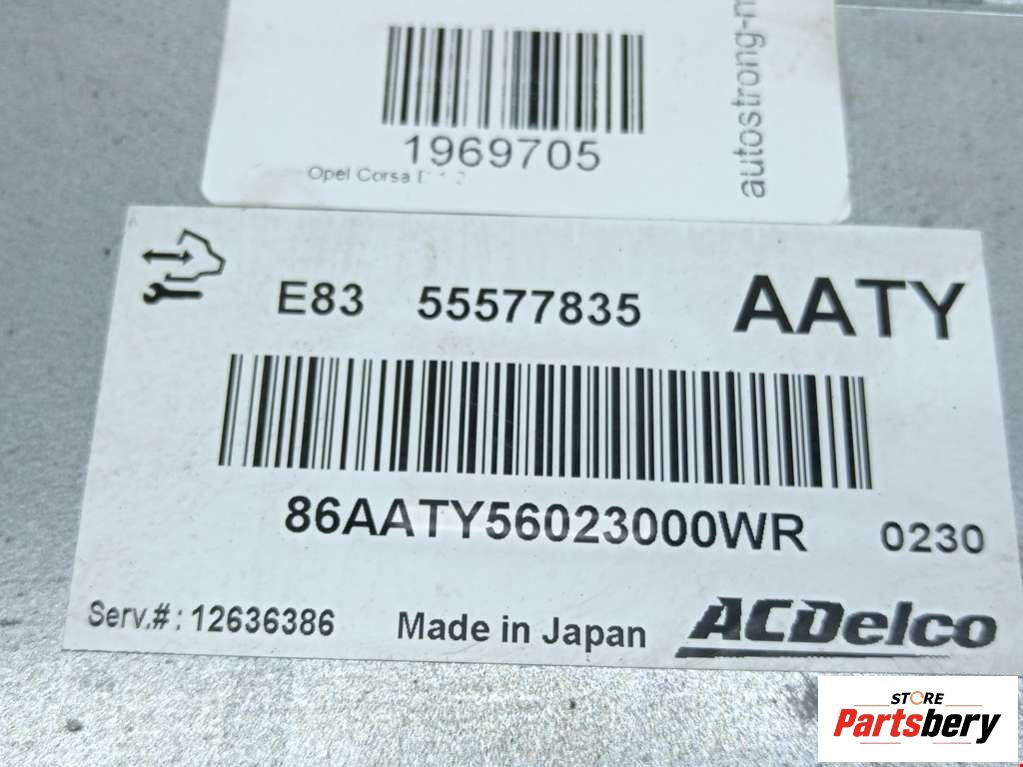 autostrong-m
1969705
Opel Corsa
E83 55577835 AATY
86AATY56023000WR 0230
Serv.#: 12636386 Made in Japan ACDelco
STORE
Partsbery